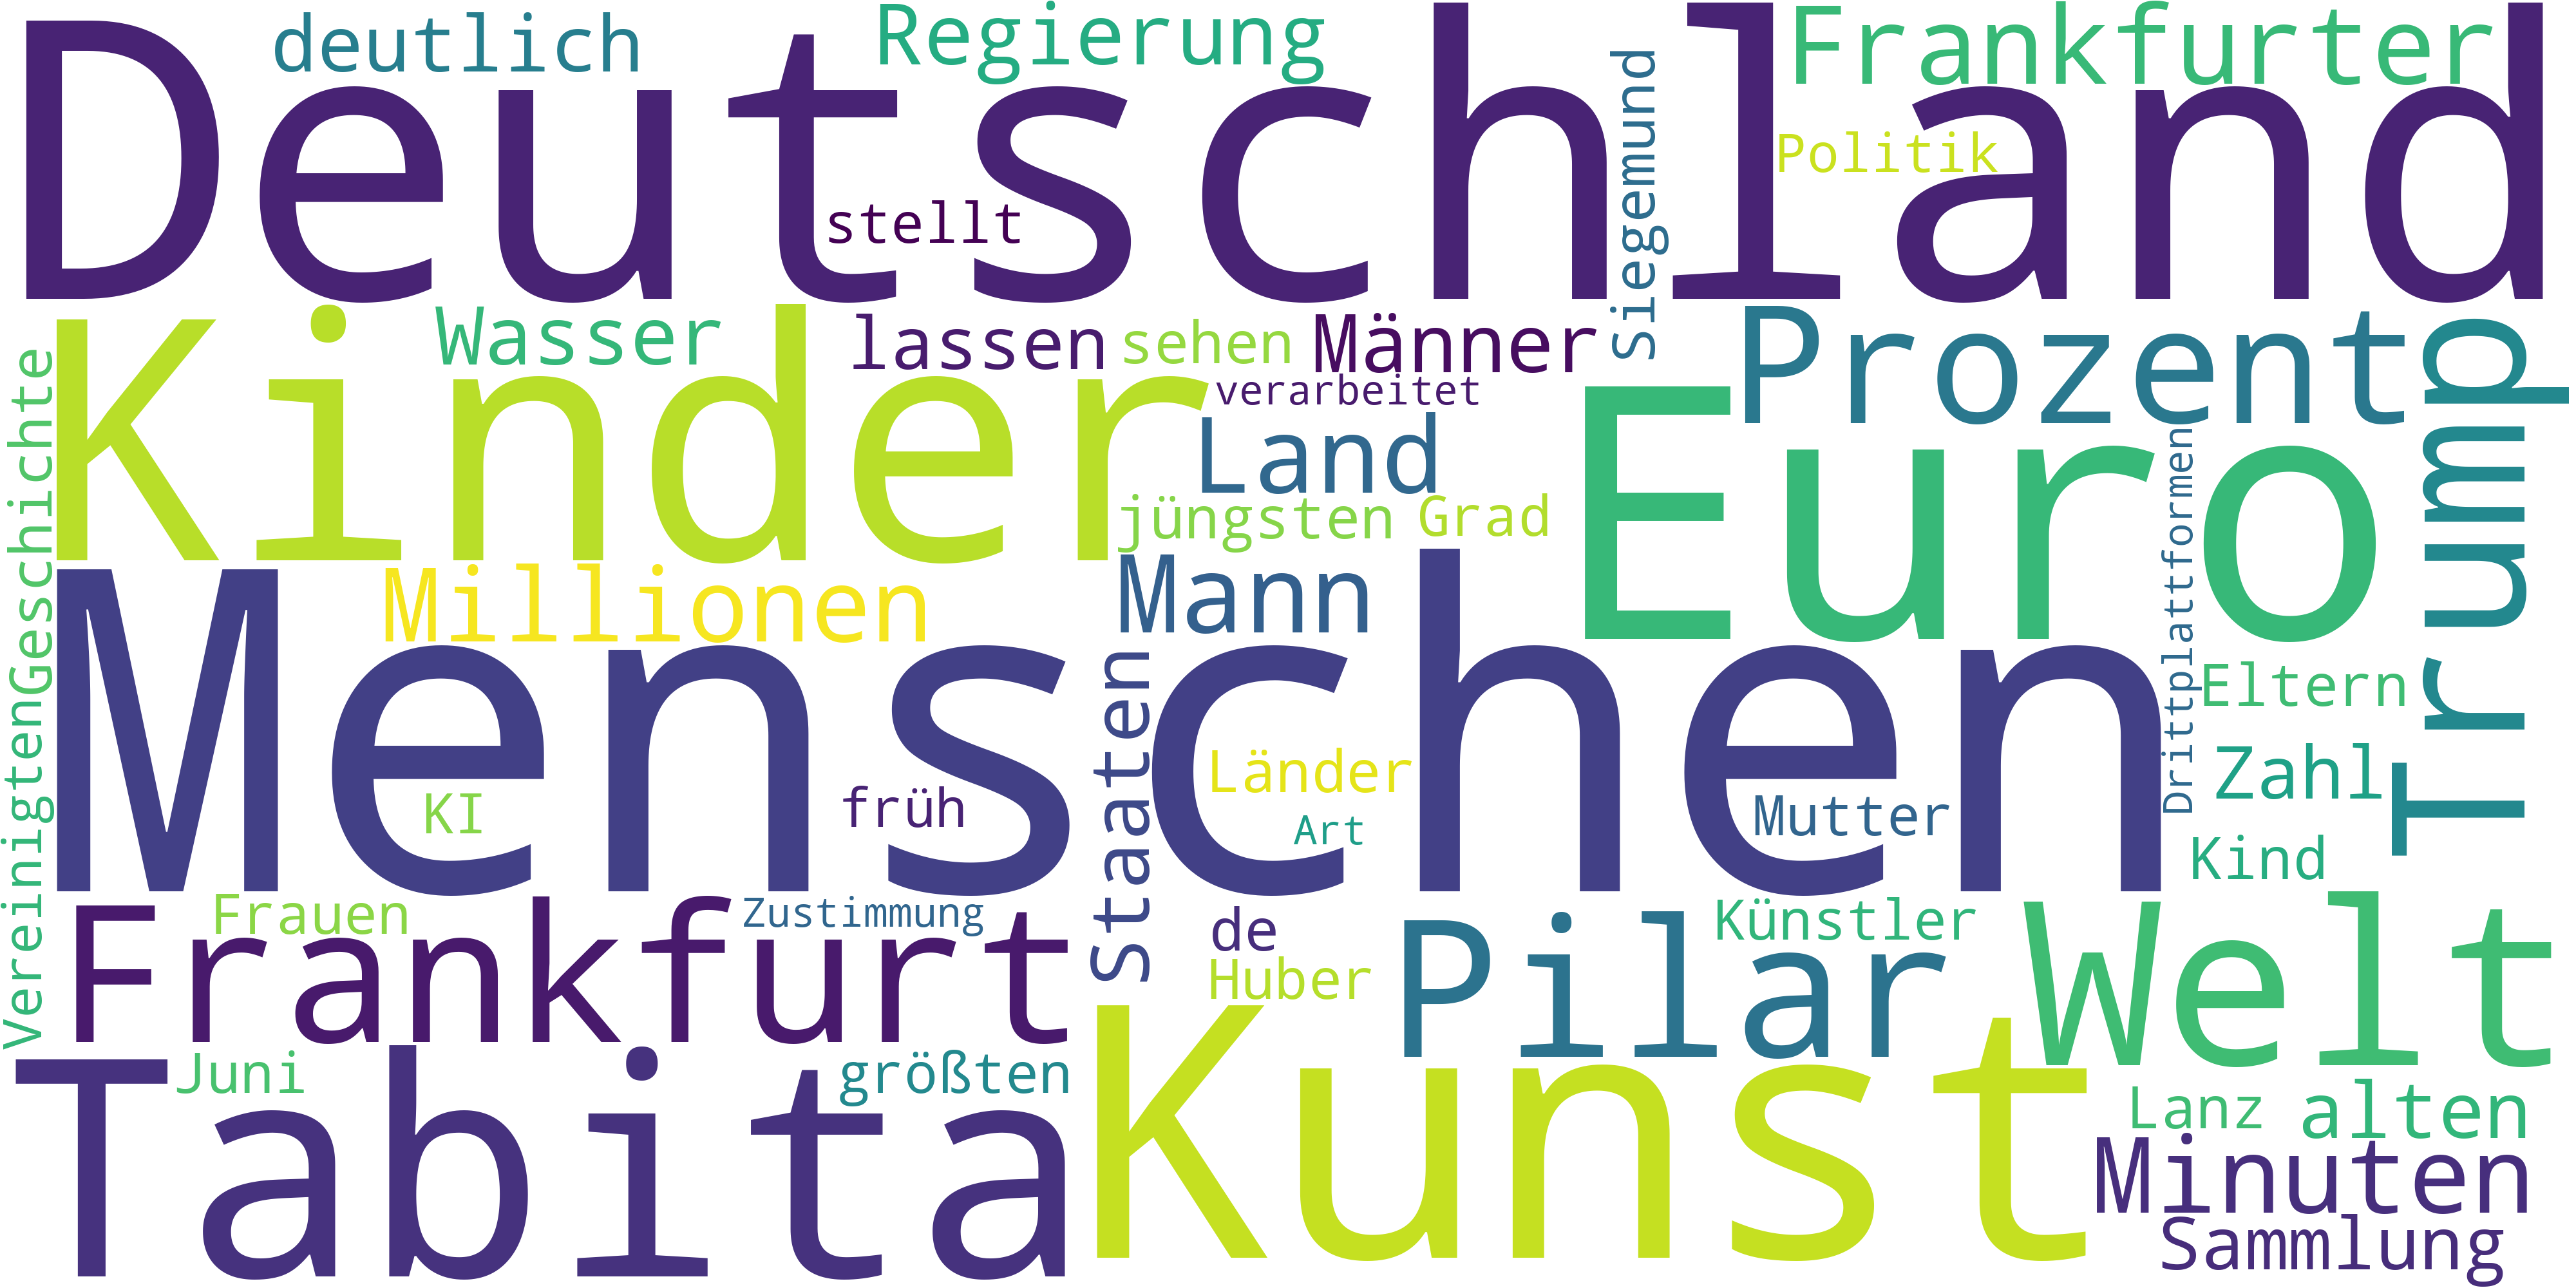 Deutschland
deutlich
Regierung
Frankfurter
Politik
stellt
Siegemund
Kinder
Wasser
lassen
sehen
Männer
verarbeitet
Prozent
Trump
Euro
Land
jüngsten
Grad
Geschichte
Vereinigten
Menschen
Millionen
Mann
Drittplattformen
Eltern
Staaten
Länder
Zahl
KI
früh
Art
Mutter
Kind
Frankfurt
Frauen
Zustimmung
de
Huber
Pilar
Künstler
Welt
Tabita
Juni
größten
Kunst
Lanz
alten
Minuten
Sammlung